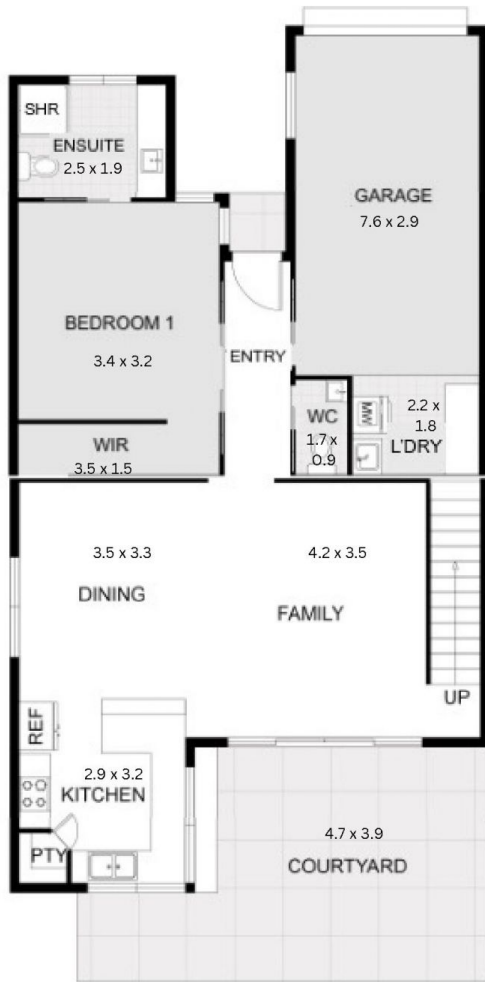 SHR
ENSUITE
2.5 x 1.9
GARAGE
7.6 x 2.9
BEDROOM 1
3.4 x 3.2
ENTRY
WIR
3.5 x 1.5
WC
1.7 x
0.9
MW
2.2 x
1.8
L'DRY
3.5 x 3.3
DINING
4.2 x 3.5
FAMILY
UP
REF
2.9 x 3.2
KITCHEN
PTY
4.7 x 3.9
COURTYARD